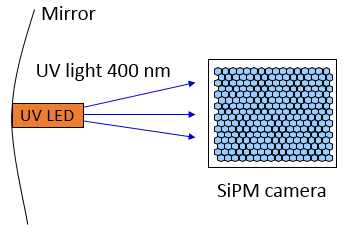 Mirror
UV light 400 nm
UV LED
SiPM camera